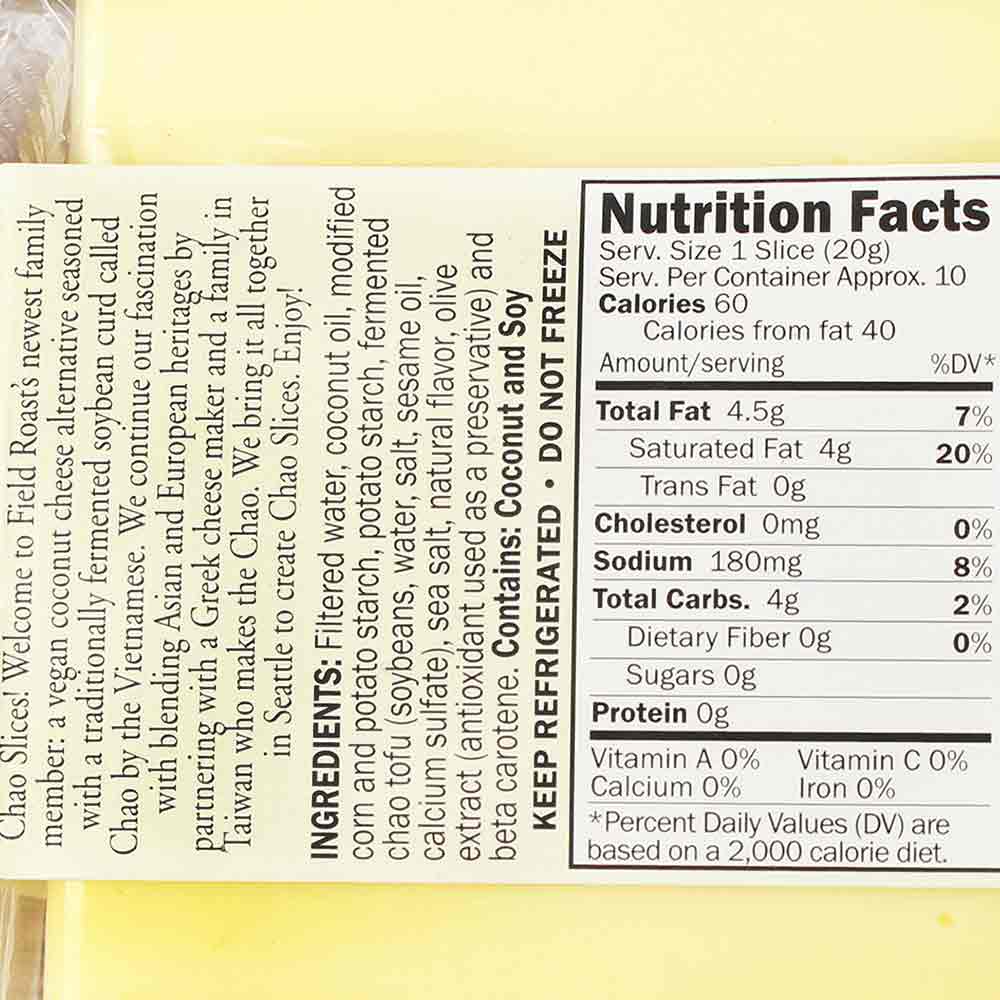 Chao Slices! Welcome to Field Roast's newest family
member: a vegan coconut cheese alternative seasoned
with a traditionally fermented soybean curd called
Chao by the Vietnamese. We continue our fascination
with blending Asian and European heritages by
partnering with a Greek cheese maker and a family in
Taiwan who makes the Chao. We bring it all together
in Seattle to create Chao Slices. Enjoy!
INGREDIENTS: Filtered water, coconut oil, modified
corn and potato starch, potato starch, fermented
chao tofu (soybeans, water, salt, sesame oil,
calcium sulfate), sea salt, natural flavor, olive
extract (antioxidant used as a preservative) and
beta carotene. Contains: Coconut and Soy
KEEP REFRIGERATED • DO NOT FREEZE
Nutrition Facts
Serv. Size 1 Slice (20g)
Serv. Per Container Approx. 10
Calories 60
Calories from fat 40
Amount/serving %DV*
Total Fat 4.5g 7%
Saturated Fat 4g 20%
Trans Fat 0g
Cholesterol 0mg 0%
Sodium 180mg 8%
Total Carbs. 4g 2%
Dietary Fiber 0g 0%
Sugars 0g
Protein 0g
Vitamin A 0% Vitamin C 0%
Calcium 0% Iron 0%
*Percent Daily Values (DV) are
based on a 2,000 calorie diet.